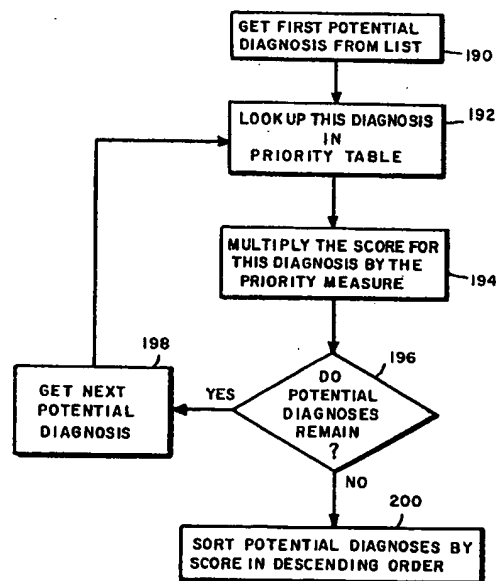 GET FIRST POTENTIAL
DIAGNOSIS FROM LIST
190
LOOK UP THIS DIAGNOSIS
IN
PRIORITY TABLE
192
MULTIPLY THE SCORE FOR
THIS DIAGNOSIS BY THE
PRIORITY MEASURE
194
196
DO
POTENTIAL
DIAGNOSES
REMAIN
?
YES
198
GET NEXT
POTENTIAL
DIAGNOSIS
NO
200
SORT POTENTIAL DIAGNOSES BY
SCORE IN DESCENDING ORDER